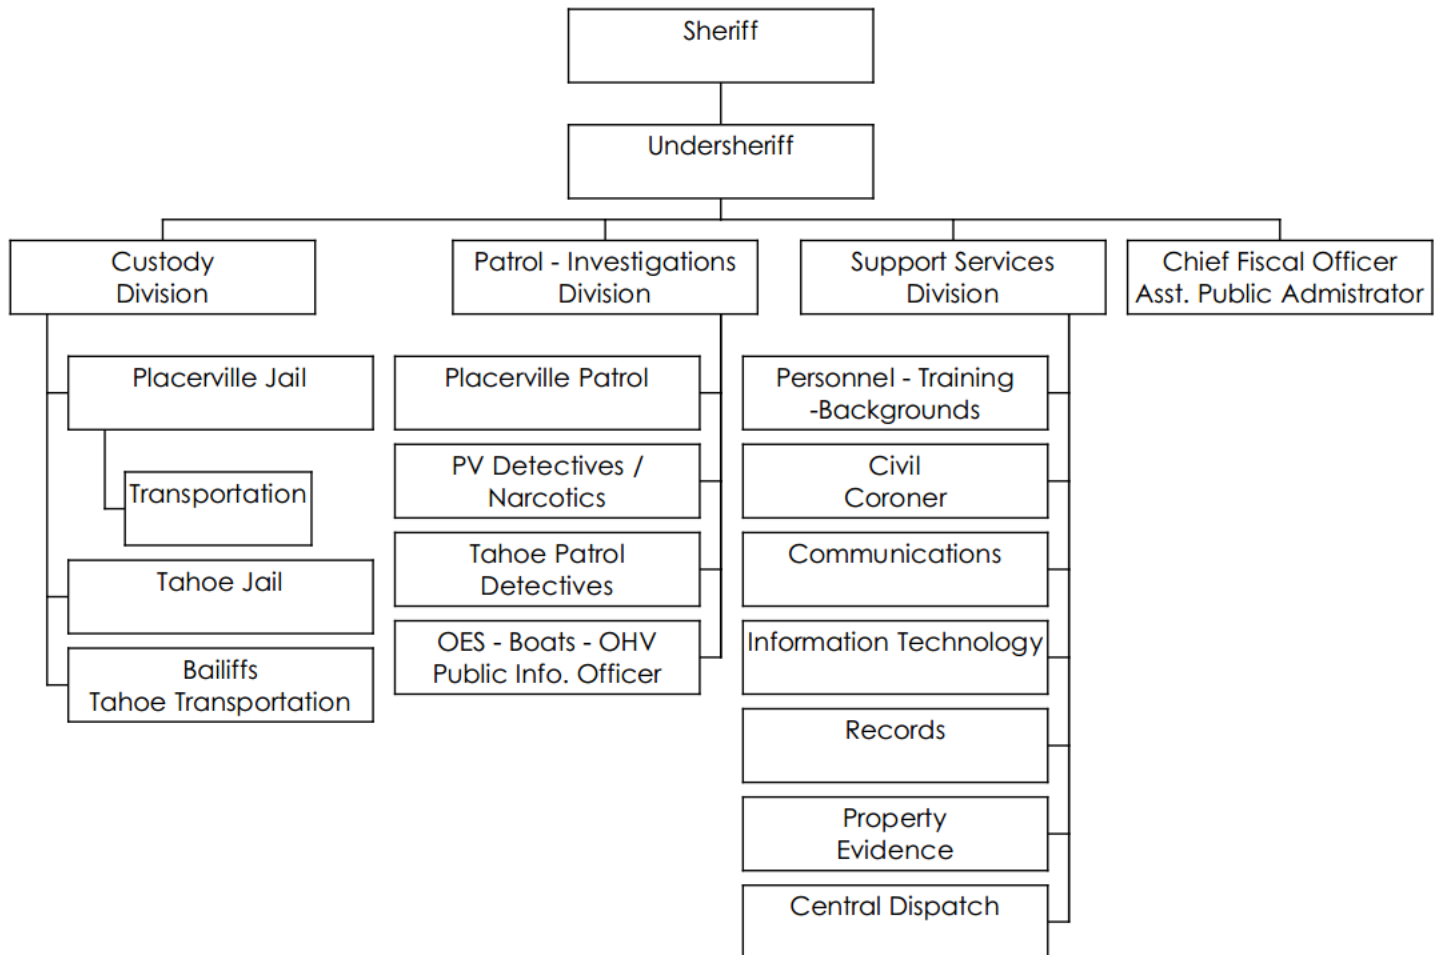 Sheriff
Undersheriff
Custody
Division
Patrol - Investigations
Division
Support Services
Division
Chief Fiscal Officer
Asst. Public Admistrator
Placerville Jail
Transportation
Tahoe Jail
Bailiffs
Tahoe Transportation
Placerville Patrol
PV Detectives /
Narcotics
Tahoe Patrol
Detectives
OES - Boats - OHV
Public Info. Officer
Personnel - Training
-Backgrounds
Civil
Coroner
Communications
Information Technology
Records
Property
Evidence
Central Dispatch